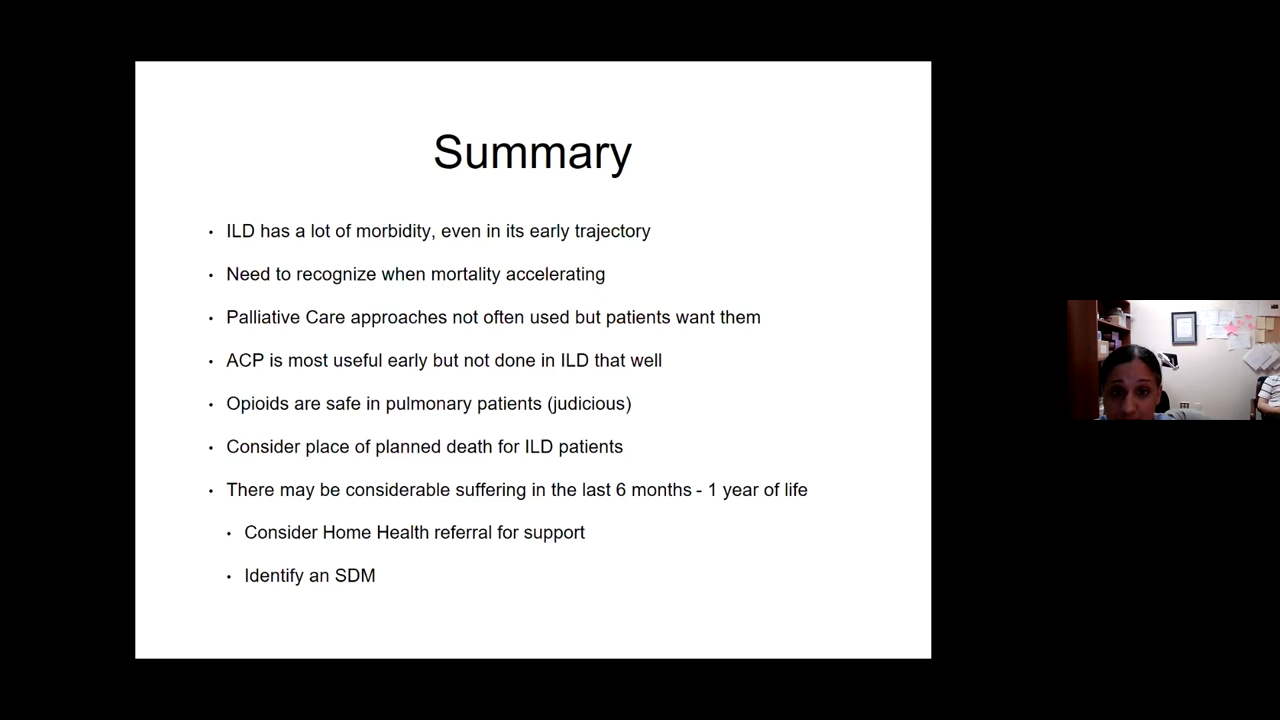 Summary
ILD has a lot of morbidity, even in its early trajectory
Need to recognize when mortality accelerating
Palliative Care approaches not often used but patients want them
ACP is most useful early but not done in ILD that well
Opioids are safe in pulmonary patients (judicious)
Consider place of planned death for ILD patients
There may be considerable suffering in the last 6 months - 1 year of life
Consider Home Health referral for support
Identify an SDM